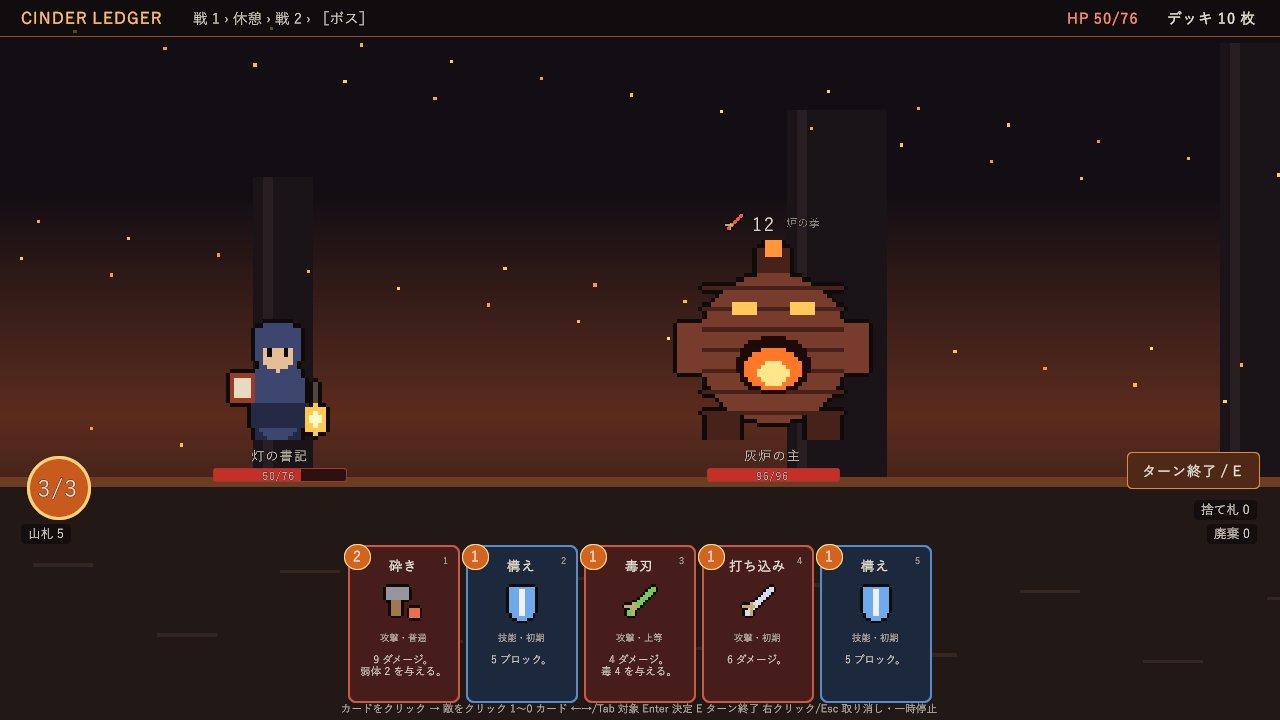 CINDER LEDGER
戦 1 › 休憩 › 戦 2 › ［ボス］
HP 50/76
デッキ 10 枚
12 炉の拳
灯の書記
50/76
灰炉の主
96/96
3/3
山札 5
ターン終了 / E
捨て札 0
廃棄 0
2 砕き 1
攻撃・普通
9 ダメージ。
弱体 2 を与える。
1 構え 2
技能・初期
5 ブロック。
1 毒刃 3
攻撃・上等
4 ダメージ。
毒 4 を与える。
1 打ち込み 4
攻撃・初期
6 ダメージ。
1 構え 5
技能・初期
5 ブロック。
カードをクリック → 敵をクリック 1〜0 カード ←→/Tab 対象 Enter 決定 E ターン終了 右クリック/Esc 取り消し・一時停止